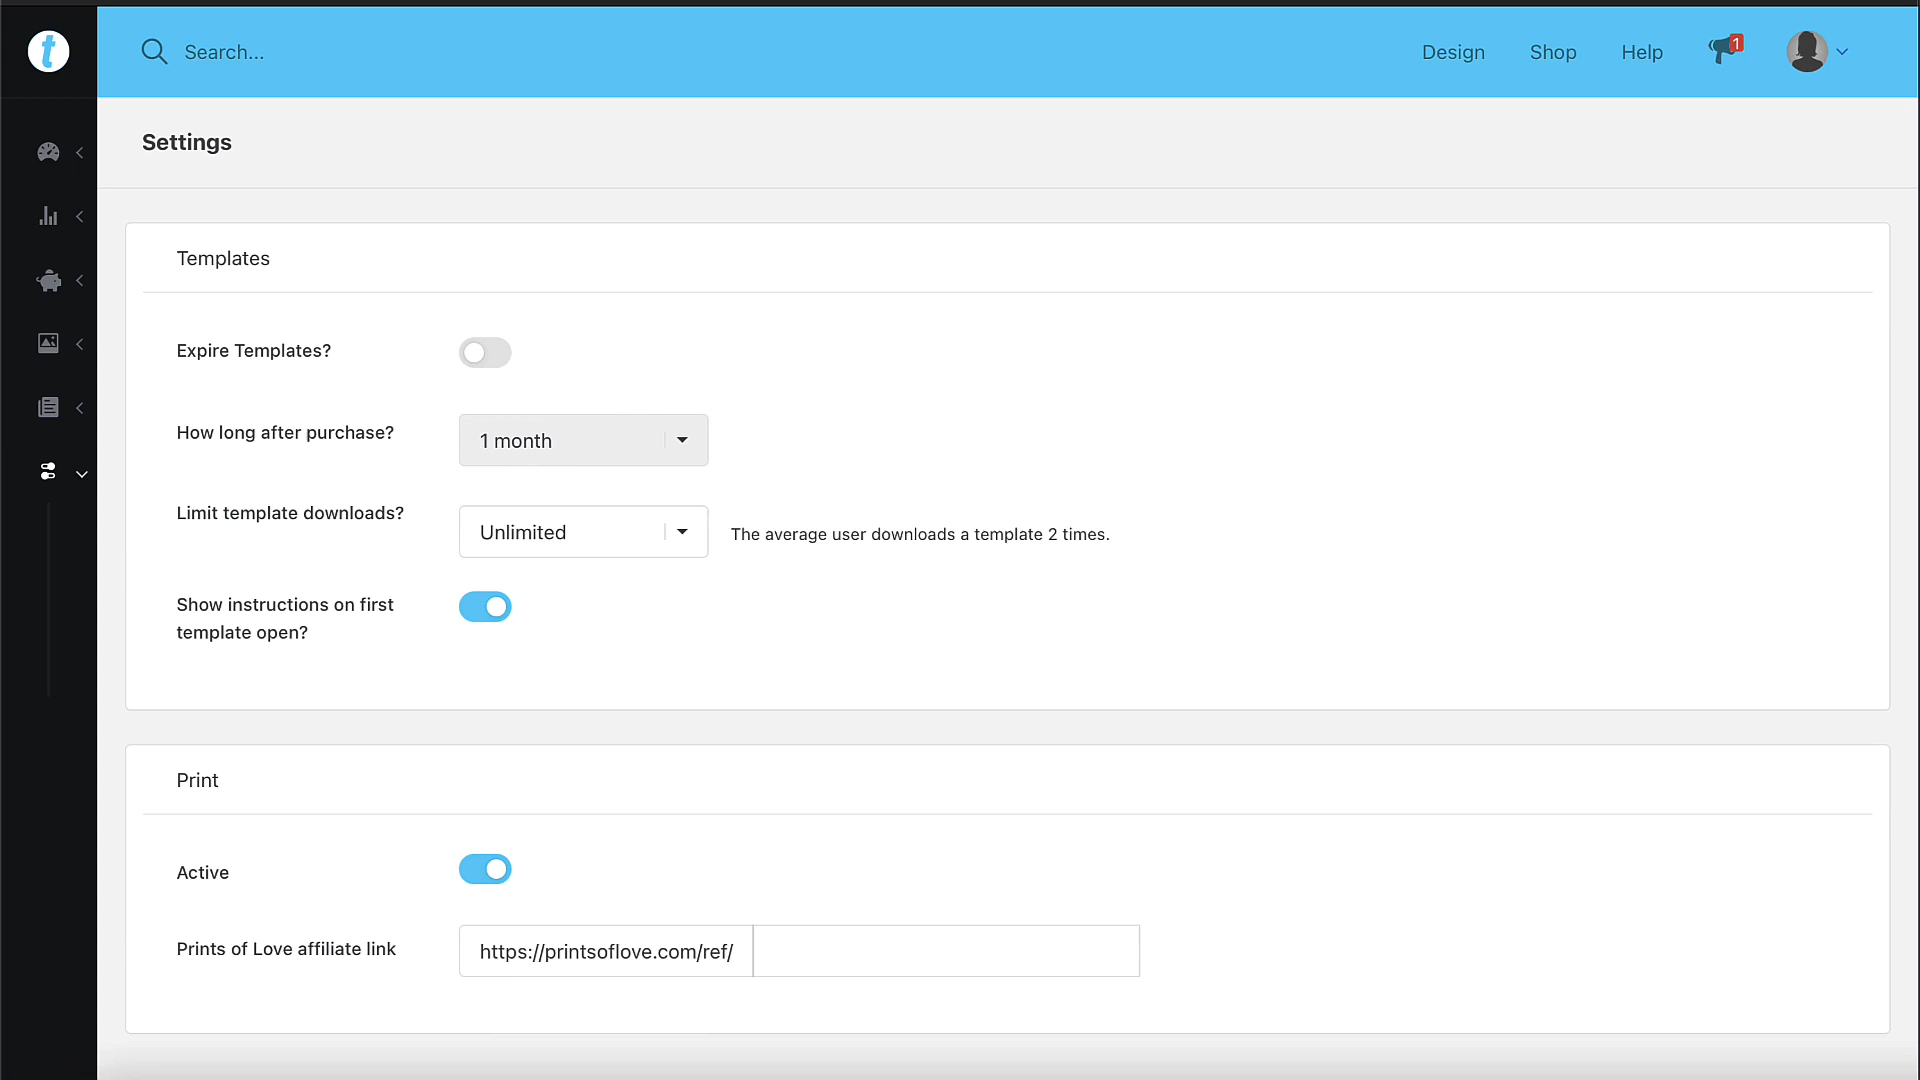 t
Search...
Design
Shop
Help
1
Settings
Templates
Expire Templates?
How long after purchase?
1 month
Limit template downloads?
Unlimited
The average user downloads a template 2 times.
Show instructions on first
template open?
Print
Active
Prints of Love affiliate link
https://printsoflove.com/ref/